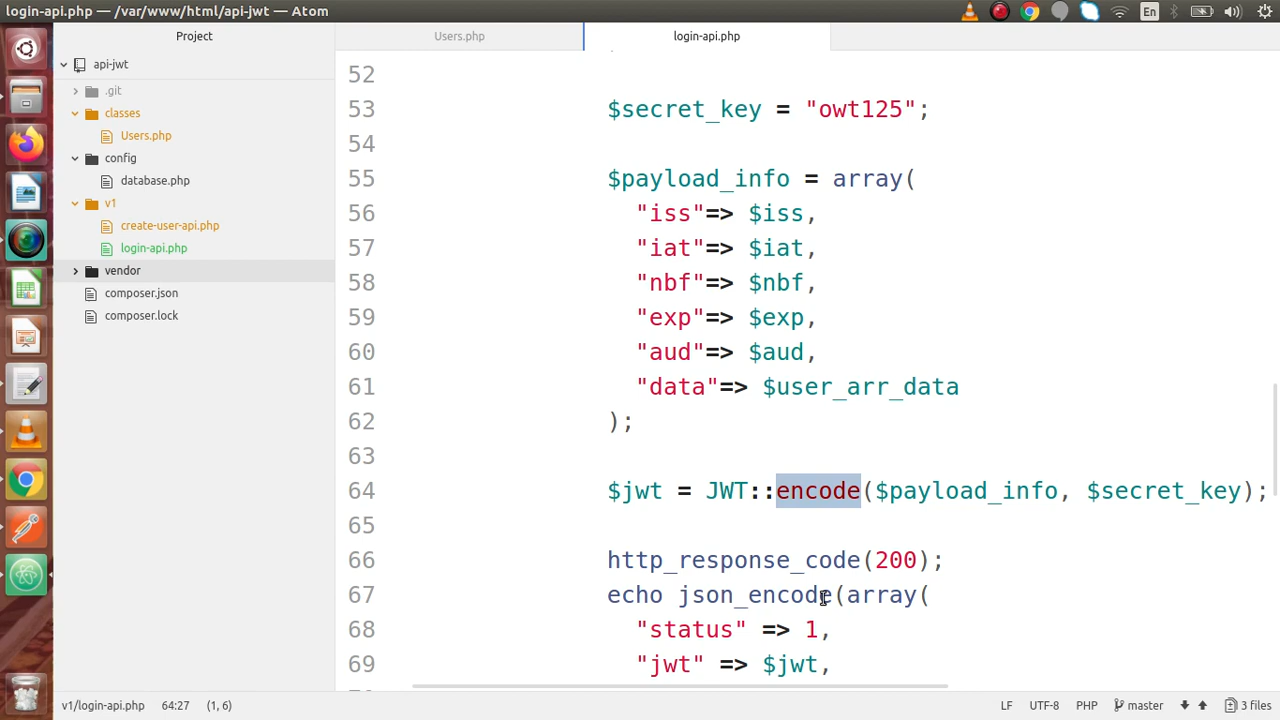 login-api.php — /var/www/html/api-jwt — Atom
En
Project
Users.php
login-api.php
api-jwt
.git
classes
Users.php
config
database.php
v1
create-user-api.php
login-api.php
vendor
composer.json
composer.lock
52
53 $secret_key = "owt125";
54
55 $payload_info = array(
56 "iss"=> $iss,
57 "iat"=> $iat,
58 "nbf"=> $nbf,
59 "exp"=> $exp,
60 "aud"=> $aud,
61 "data"=> $user_arr_data
62 );
63
64 $jwt = JWT::encode($payload_info, $secret_key);
65
66 http_response_code(200);
67 echo json_encode(array(
68 "status" => 1,
69 "jwt" => $jwt,
v1/login-api.php 64:27 (1, 6) LF UTF-8 PHP master 3 files